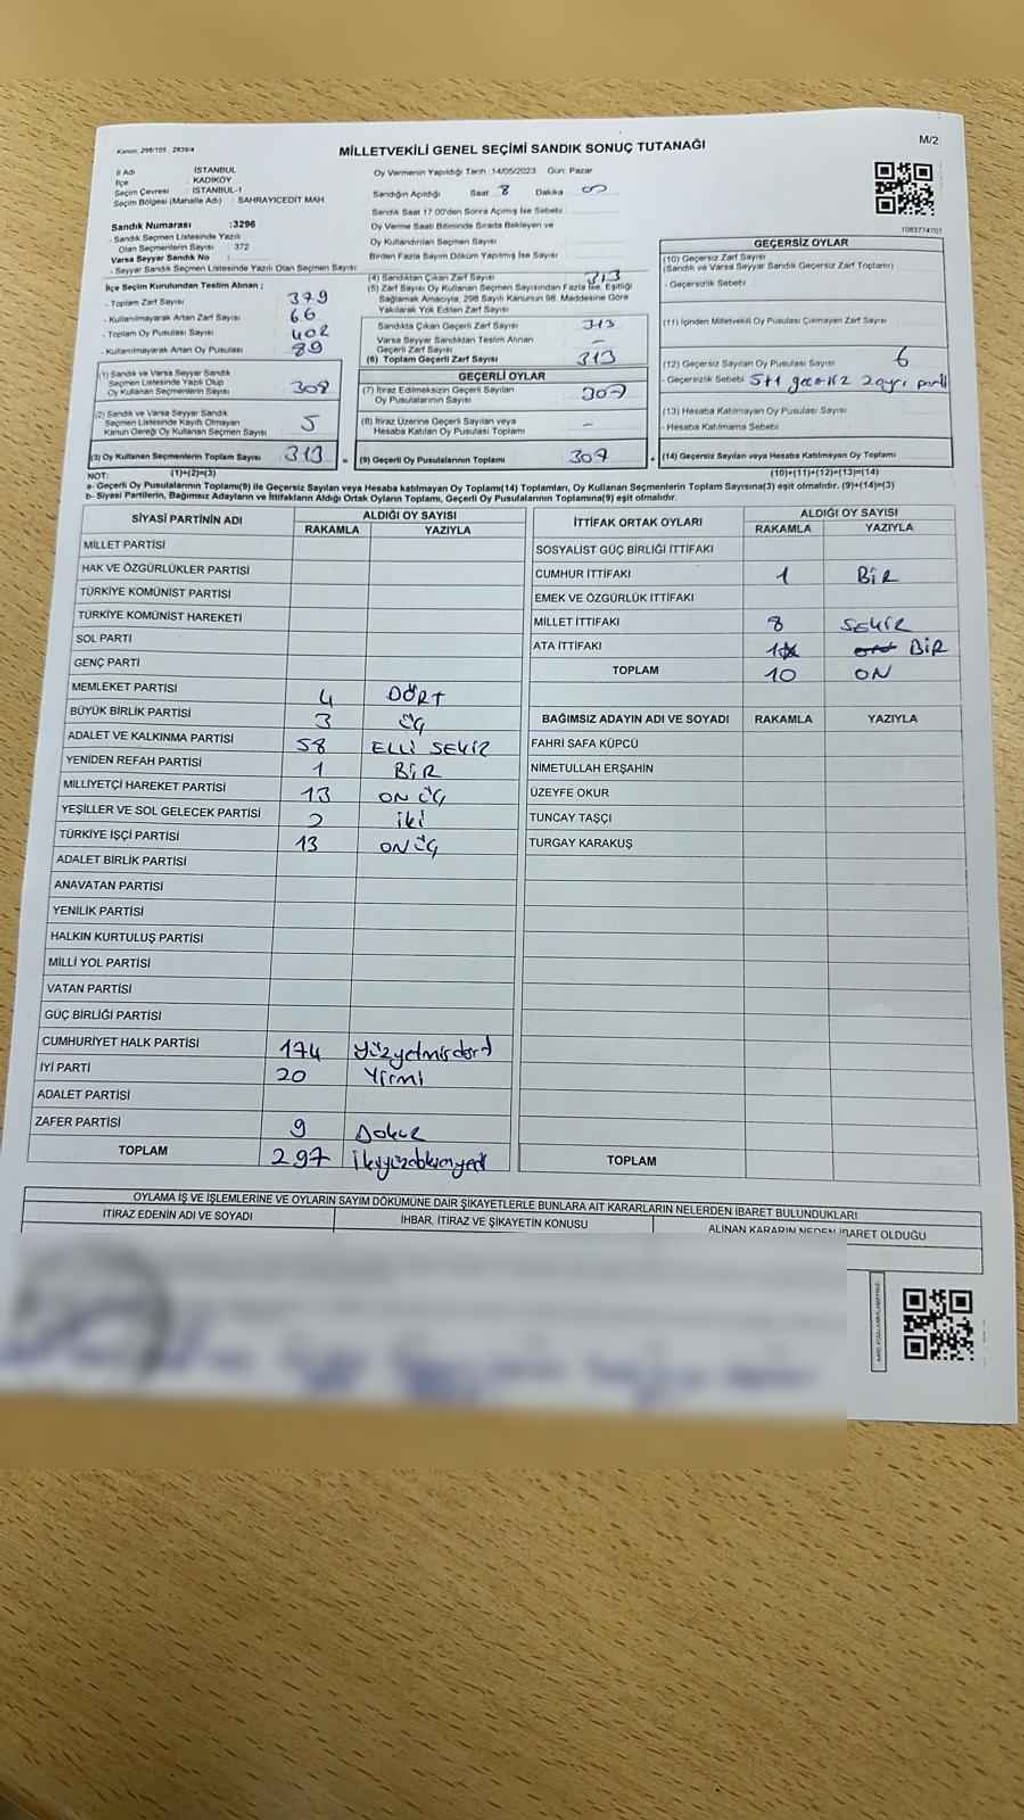 Kanun: 298/105 2839/4
MİLLETVEKİLİ GENEL SEÇİMİ SANDIK SONUÇ TUTANAĞI
M/2
İl Adı : İSTANBUL
İlçe : KADIKÖY
Seçim Çevresi : İSTANBUL-1
Seçim Bölgesi (Mahalle Adı) : SAHRAYICEDİT MAH.
Oy Vermenin Yapıldığı Tarih :14/05/2023 Gün: Pazar
Sandığın Açıldığı Saat 8 Dakika
Sandık Saat 17.00'den Sonra Açılmış İse Sebebi
Oy Verme Saati Bitiminde Sırada Bekleyen ve
Oy Kullandırılan Seçmen Sayısı
Birden Fazla Sayım Döküm Yapılmış İse Sayısı
Sandık Numarası :3296
- Sandık Seçmen Listesinde Yazılı
Olan Seçmenlerin Sayısı : 372
Varsa Seyyar Sandık No :
- Seyyar Sandık Seçmen Listesinde Yazılı Olan Seçmen Sayısı
İlçe Seçim Kurulundan Teslim Alınan ;
- Toplam Zarf Sayısı 379
- Kullanılmayarak Artan Zarf Sayısı 66
- Toplam Oy Pusulası Sayısı 402
- Kullanılmayarak Artan Oy Pusulası 89
(1) Sandık ve Varsa Seyyar Sandık
Seçmen Listesinde Yazılı Olup
Oy Kullanan Seçmenlerin Sayısı 308
(2) Sandık ve Varsa Seyyar Sandık
Seçmen Listesinde Kayıtlı Olmayan
Kanun Gereği Oy Kullanan Seçmen Sayısı 5
(3) Oy Kullanan Seçmenlerin Toplam Sayısı 313
(1)+(2)=(3)
(4) Sandıktan Çıkan Zarf Sayısı 313
(5) Zarf Sayısı Oy Kullanan Seçmen Sayısından Fazla İse, Eşitliği
Sağlamak Amacıyla, 298 Sayılı Kanunun 98. Maddesine Göre
Yakılarak Yok Edilen Zarf Sayısı
Sandıkta Çıkan Geçerli Zarf Sayısı 313
Varsa Seyyar Sandıktan Teslim Alınan
Geçerli Zarf Sayısı -
(6) Toplam Geçerli Zarf Sayısı 313
GEÇERLİ OYLAR
(7) İtiraz Edilmeksizin Geçerli Sayılan
Oy Pusulalarının Sayısı 307
(8) İtiraz Üzerine Geçerli Sayılan veya
Hesaba Katılan Oy Pusulası Toplamı -
= (9) Geçerli Oy Pusulalarının Toplamı 307
1083774701
GEÇERSİZ OYLAR
(10) Geçersiz Zarf Sayısı
(Sandık ve Varsa Seyyar Sandık Geçersiz Zarf Toplamı)
- Geçersizlik Sebebi
(11) İçinden Milletvekili Oy Pusulası Çıkmayan Zarf Sayısı
(12) Geçersiz Sayılan Oy Pusulası Sayısı 6
- Geçersizlik Sebebi 5+1 2 ayrı parti
(13) Hesaba Katılmayan Oy Pusulası Sayısı
- Hesaba Katılmama Sebebi
+ (14) Geçersiz Sayılan veya Hesaba Katılmayan Oy Toplamı
(10)+(11)+(12)+(13)=(14)
NOT:
a- Geçerli Oy Pusulalarının Toplamı(9) ile Geçersiz Sayılan veya Hesaba katılmayan Oy Toplamı(14) Toplamları, Oy Kullanan Seçmenlerin Toplam Sayısına(3) eşit olmalıdır. (9)+(14)=(3)
b- Siyasi Partilerin, Bağımsız Adayların ve İttifakların Aldığı Ortak Oyların Toplamı, Geçerli Oy Pusulalarının Toplamına(9) eşit olmalıdır.
SİYASİ PARTİNİN ADI ALDIĞI OY SAYISI
RAKAMLA YAZIYLA
MİLLET PARTİSİ
HAK VE ÖZGÜRLÜKLER PARTİSİ
TÜRKİYE KOMÜNİST PARTİSİ
TÜRKİYE KOMÜNİST HAREKETİ
SOL PARTİ
GENÇ PARTİ
MEMLEKET PARTİSİ 4 DÖRT
BÜYÜK BİRLİK PARTİSİ 3 ÜÇ
ADALET VE KALKINMA PARTİSİ 58 ELLİ SEKİZ
YENİDEN REFAH PARTİSİ 1 BİR
MİLLİYETÇİ HAREKET PARTİSİ 13 ON ÜÇ
YEŞİLLER VE SOL GELECEK PARTİSİ 2 iki
TÜRKİYE İŞÇİ PARTİSİ 13 ON ÜÇ
ADALET BİRLİK PARTİSİ
ANAVATAN PARTİSİ
YENİLİK PARTİSİ
HALKIN KURTULUŞ PARTİSİ
MİLLİ YOL PARTİSİ
VATAN PARTİSİ
GÜÇ BİRLİĞİ PARTİSİ
CUMHURİYET HALK PARTİSİ 174 Yüzyetmişdört
İYİ PARTİ 20 Yirmi
ADALET PARTİSİ
ZAFER PARTİSİ 9 Dokuz
TOPLAM 297 İkiyüzdoksanyedi
İTTİFAK ORTAK OYLARI ALDIĞI OY SAYISI
RAKAMLA YAZIYLA
SOSYALİST GÜÇ BİRLİĞİ İTTİFAKI
CUMHUR İTTİFAKI 1 BİR
EMEK VE ÖZGÜRLÜK İTTİFAKI
MİLLET İTTİFAKI 8 SEKİZ
ATA İTTİFAKI 1 BİR
TOPLAM 10 ON
BAĞIMSIZ ADAYIN ADI VE SOYADI RAKAMLA YAZIYLA
FAHRİ SAFA KÜPCÜ
NİMETULLAH ERŞAHİN
ÜZEYFE OKUR
TUNCAY TAŞÇI
TURGAY KARAKUŞ
TOPLAM
OYLAMA İŞ VE İŞLEMLERİNE VE OYLARIN SAYIM DÖKÜMÜNE DAİR ŞİKAYETLERLE BUNLARA AİT KARARLARIN NELERDEN İBARET BULUNDUKLARI
İTİRAZ EDENİN ADI VE SOYADI
İHBAR, İTİRAZ VE ŞİKAYETİN KONUSU
ALINAN KARARIN NEDEN İBARET OLDUĞU